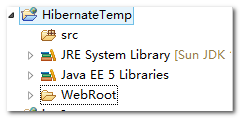 HibernateTemp
src
JRE System Library [Sun JDK
Java EE 5 Libraries
WebRoot